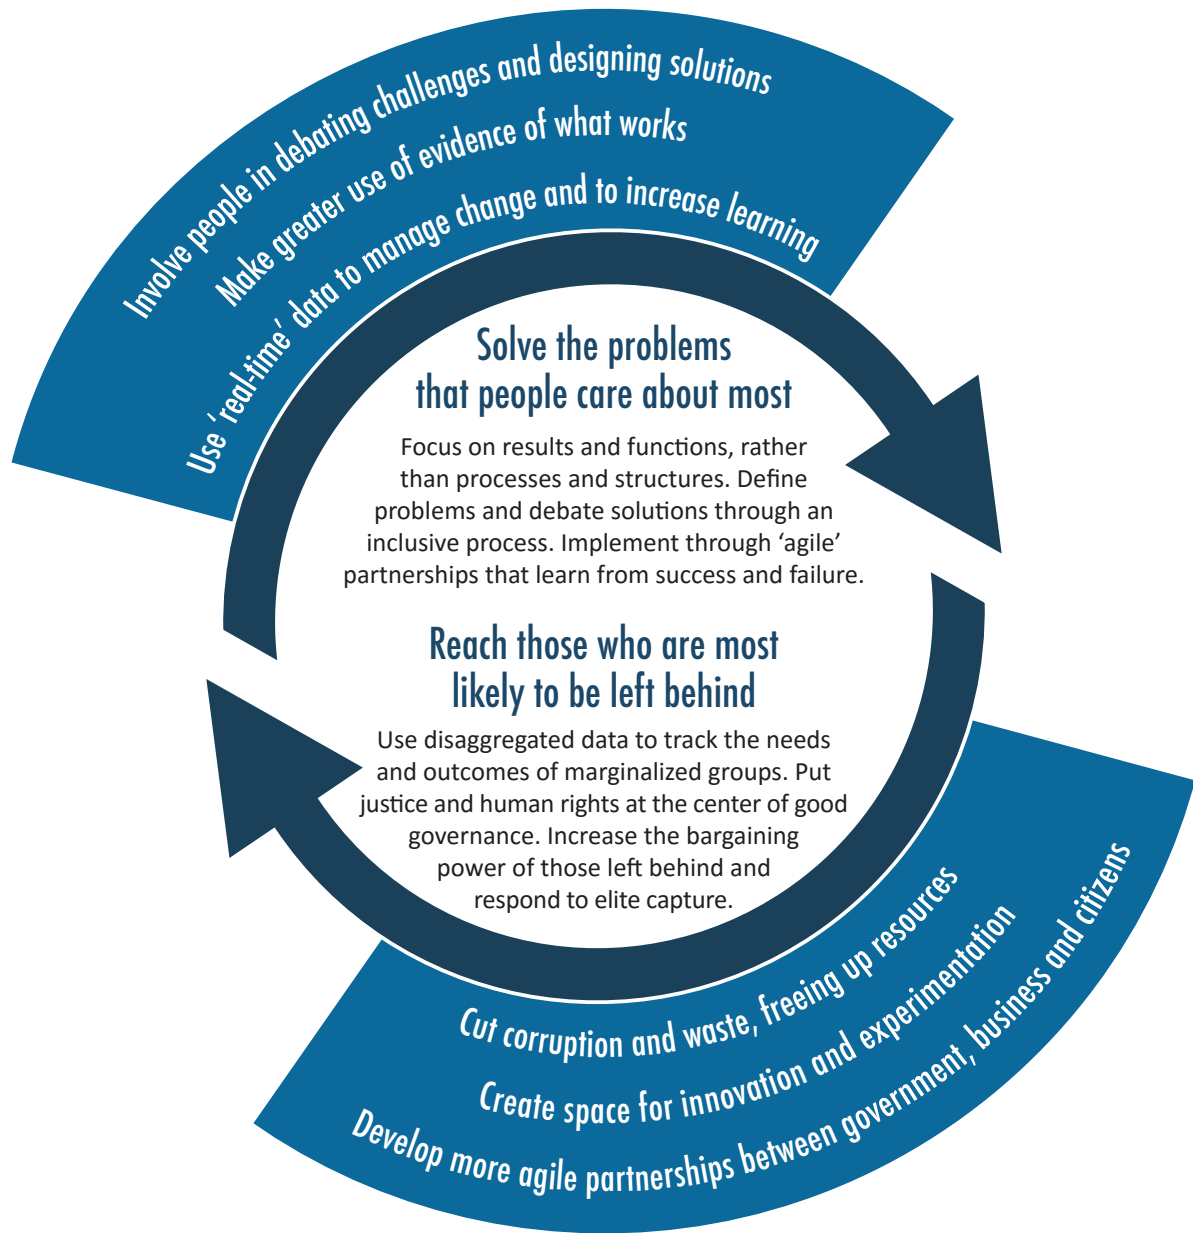 Involve people in debating challenges and designing solutions
Make greater use of evidence of what works
Use ‘real-time’ data to manage change and to increase learning
Solve the problems
that people care about most
Focus on results and functions, rather
than processes and structures. Define
problems and debate solutions through an
inclusive process. Implement through ‘agile’
partnerships that learn from success and failure.
Reach those who are most
likely to be left behind
Use disaggregated data to track the needs
and outcomes of marginalized groups. Put
justice and human rights at the center of good
governance. Increase the bargaining
power of those left behind and
respond to elite capture.
Cut corruption and waste, freeing up resources
Create space for innovation and experimentation
Develop more agile partnerships between government, business and citizens